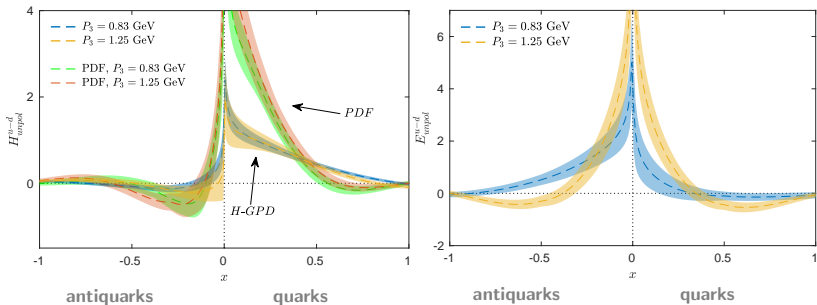 P₃ = 0.83 GeV
P₃ = 1.25 GeV
PDF, P₃ = 0.83 GeV
PDF, P₃ = 1.25 GeV
PDF
H-GPD
H^{u-d}_{unpol}
4
2
0
-1
-0.5
0
0.5
1
x
antiquarks
quarks
P₃ = 0.83 GeV
P₃ = 1.25 GeV
E^{u-d}_{unpol}
6
4
2
0
-2
-1
-0.5
0
0.5
1
x
antiquarks
quarks